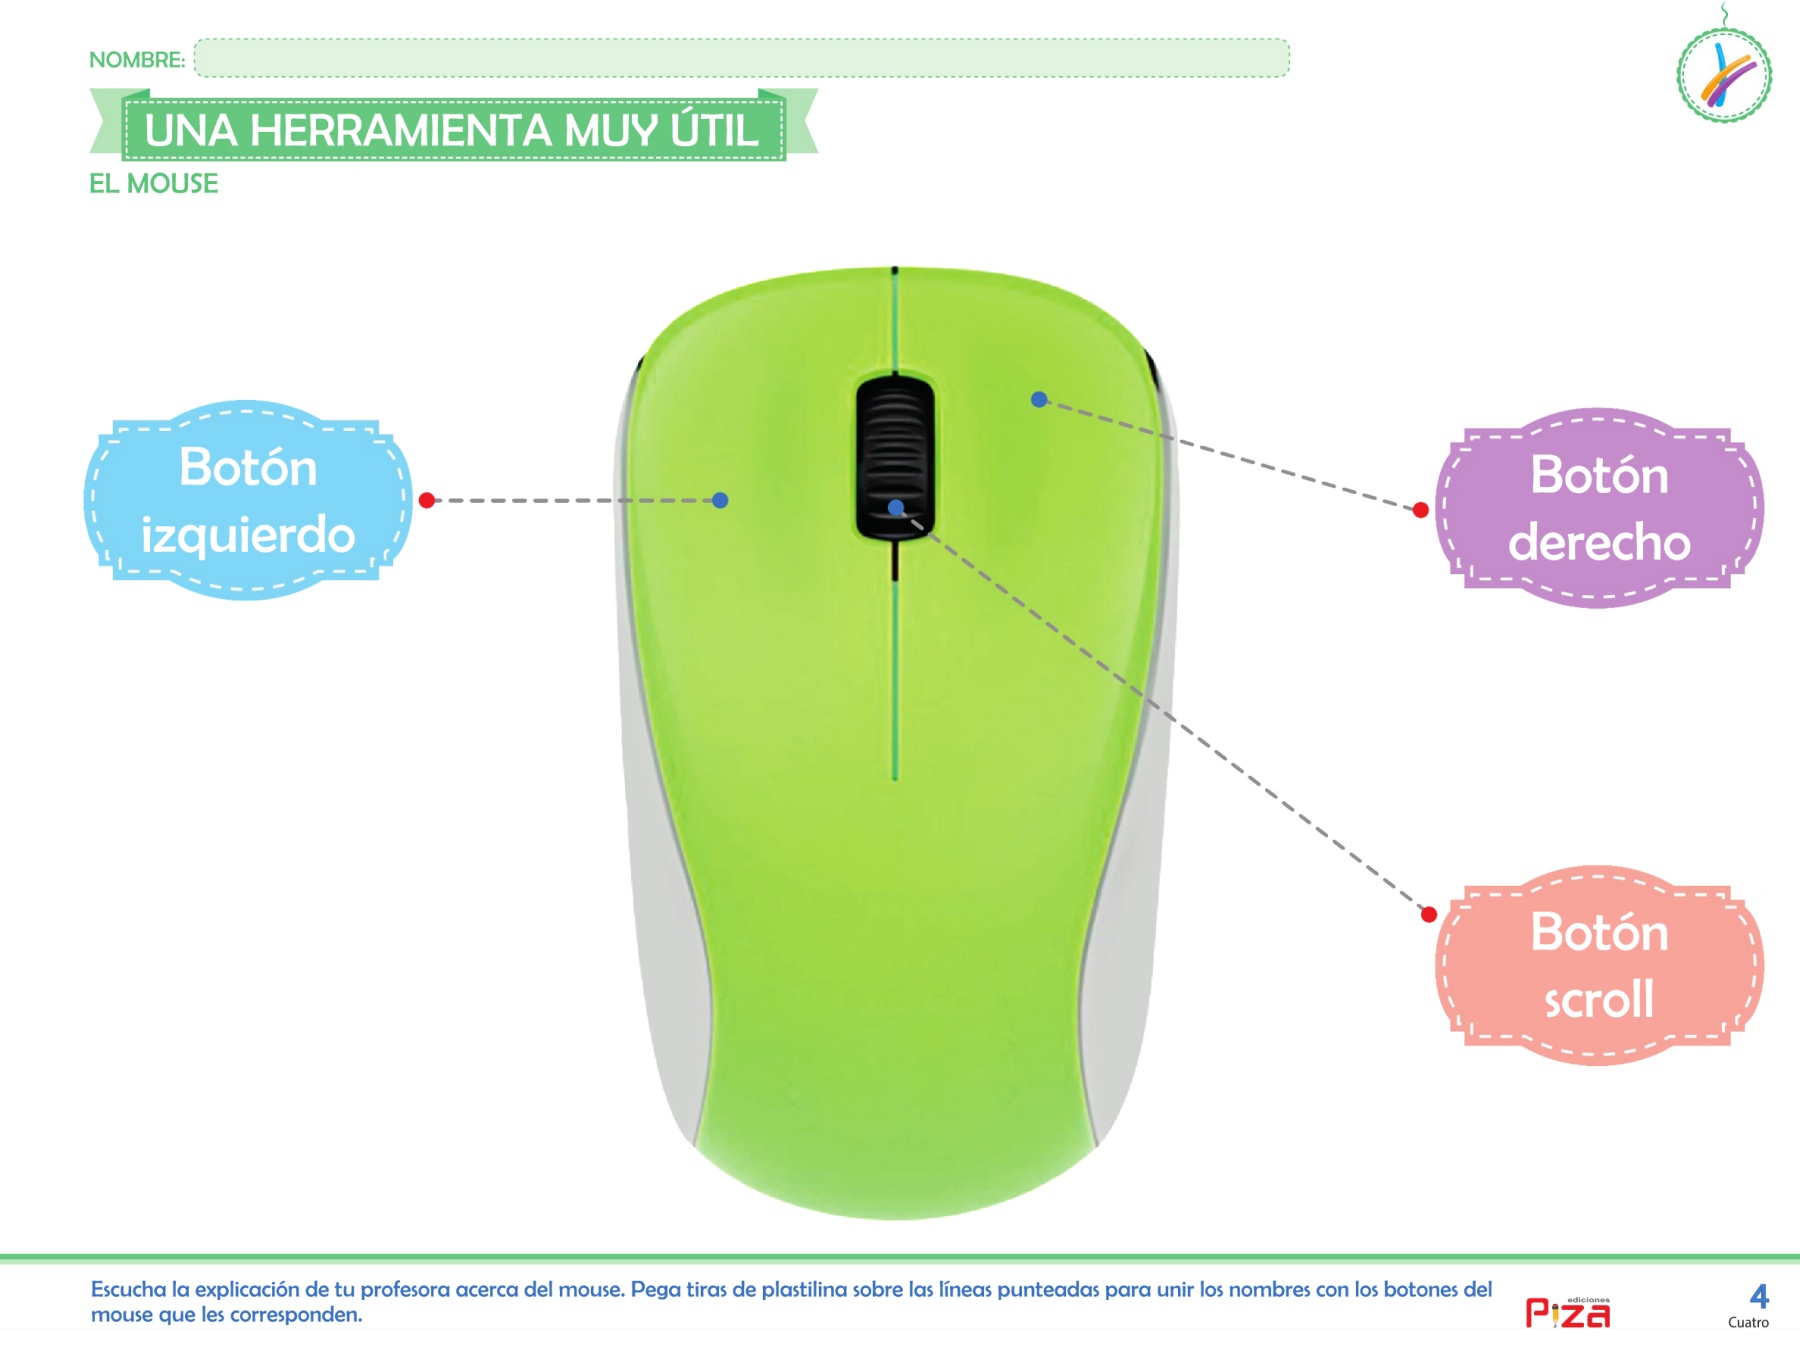 NOMBRE:
UNA HERRAMIENTA MUY ÚTIL
EL MOUSE
Botón
izquierdo
Botón
derecho
Botón
scroll
Escucha la explicación de tu profesora acerca del mouse. Pega tiras de plastilina sobre las líneas punteadas para unir los nombres con los botones del
mouse que les corresponden.
ediciones
Piza
4
Cuatro